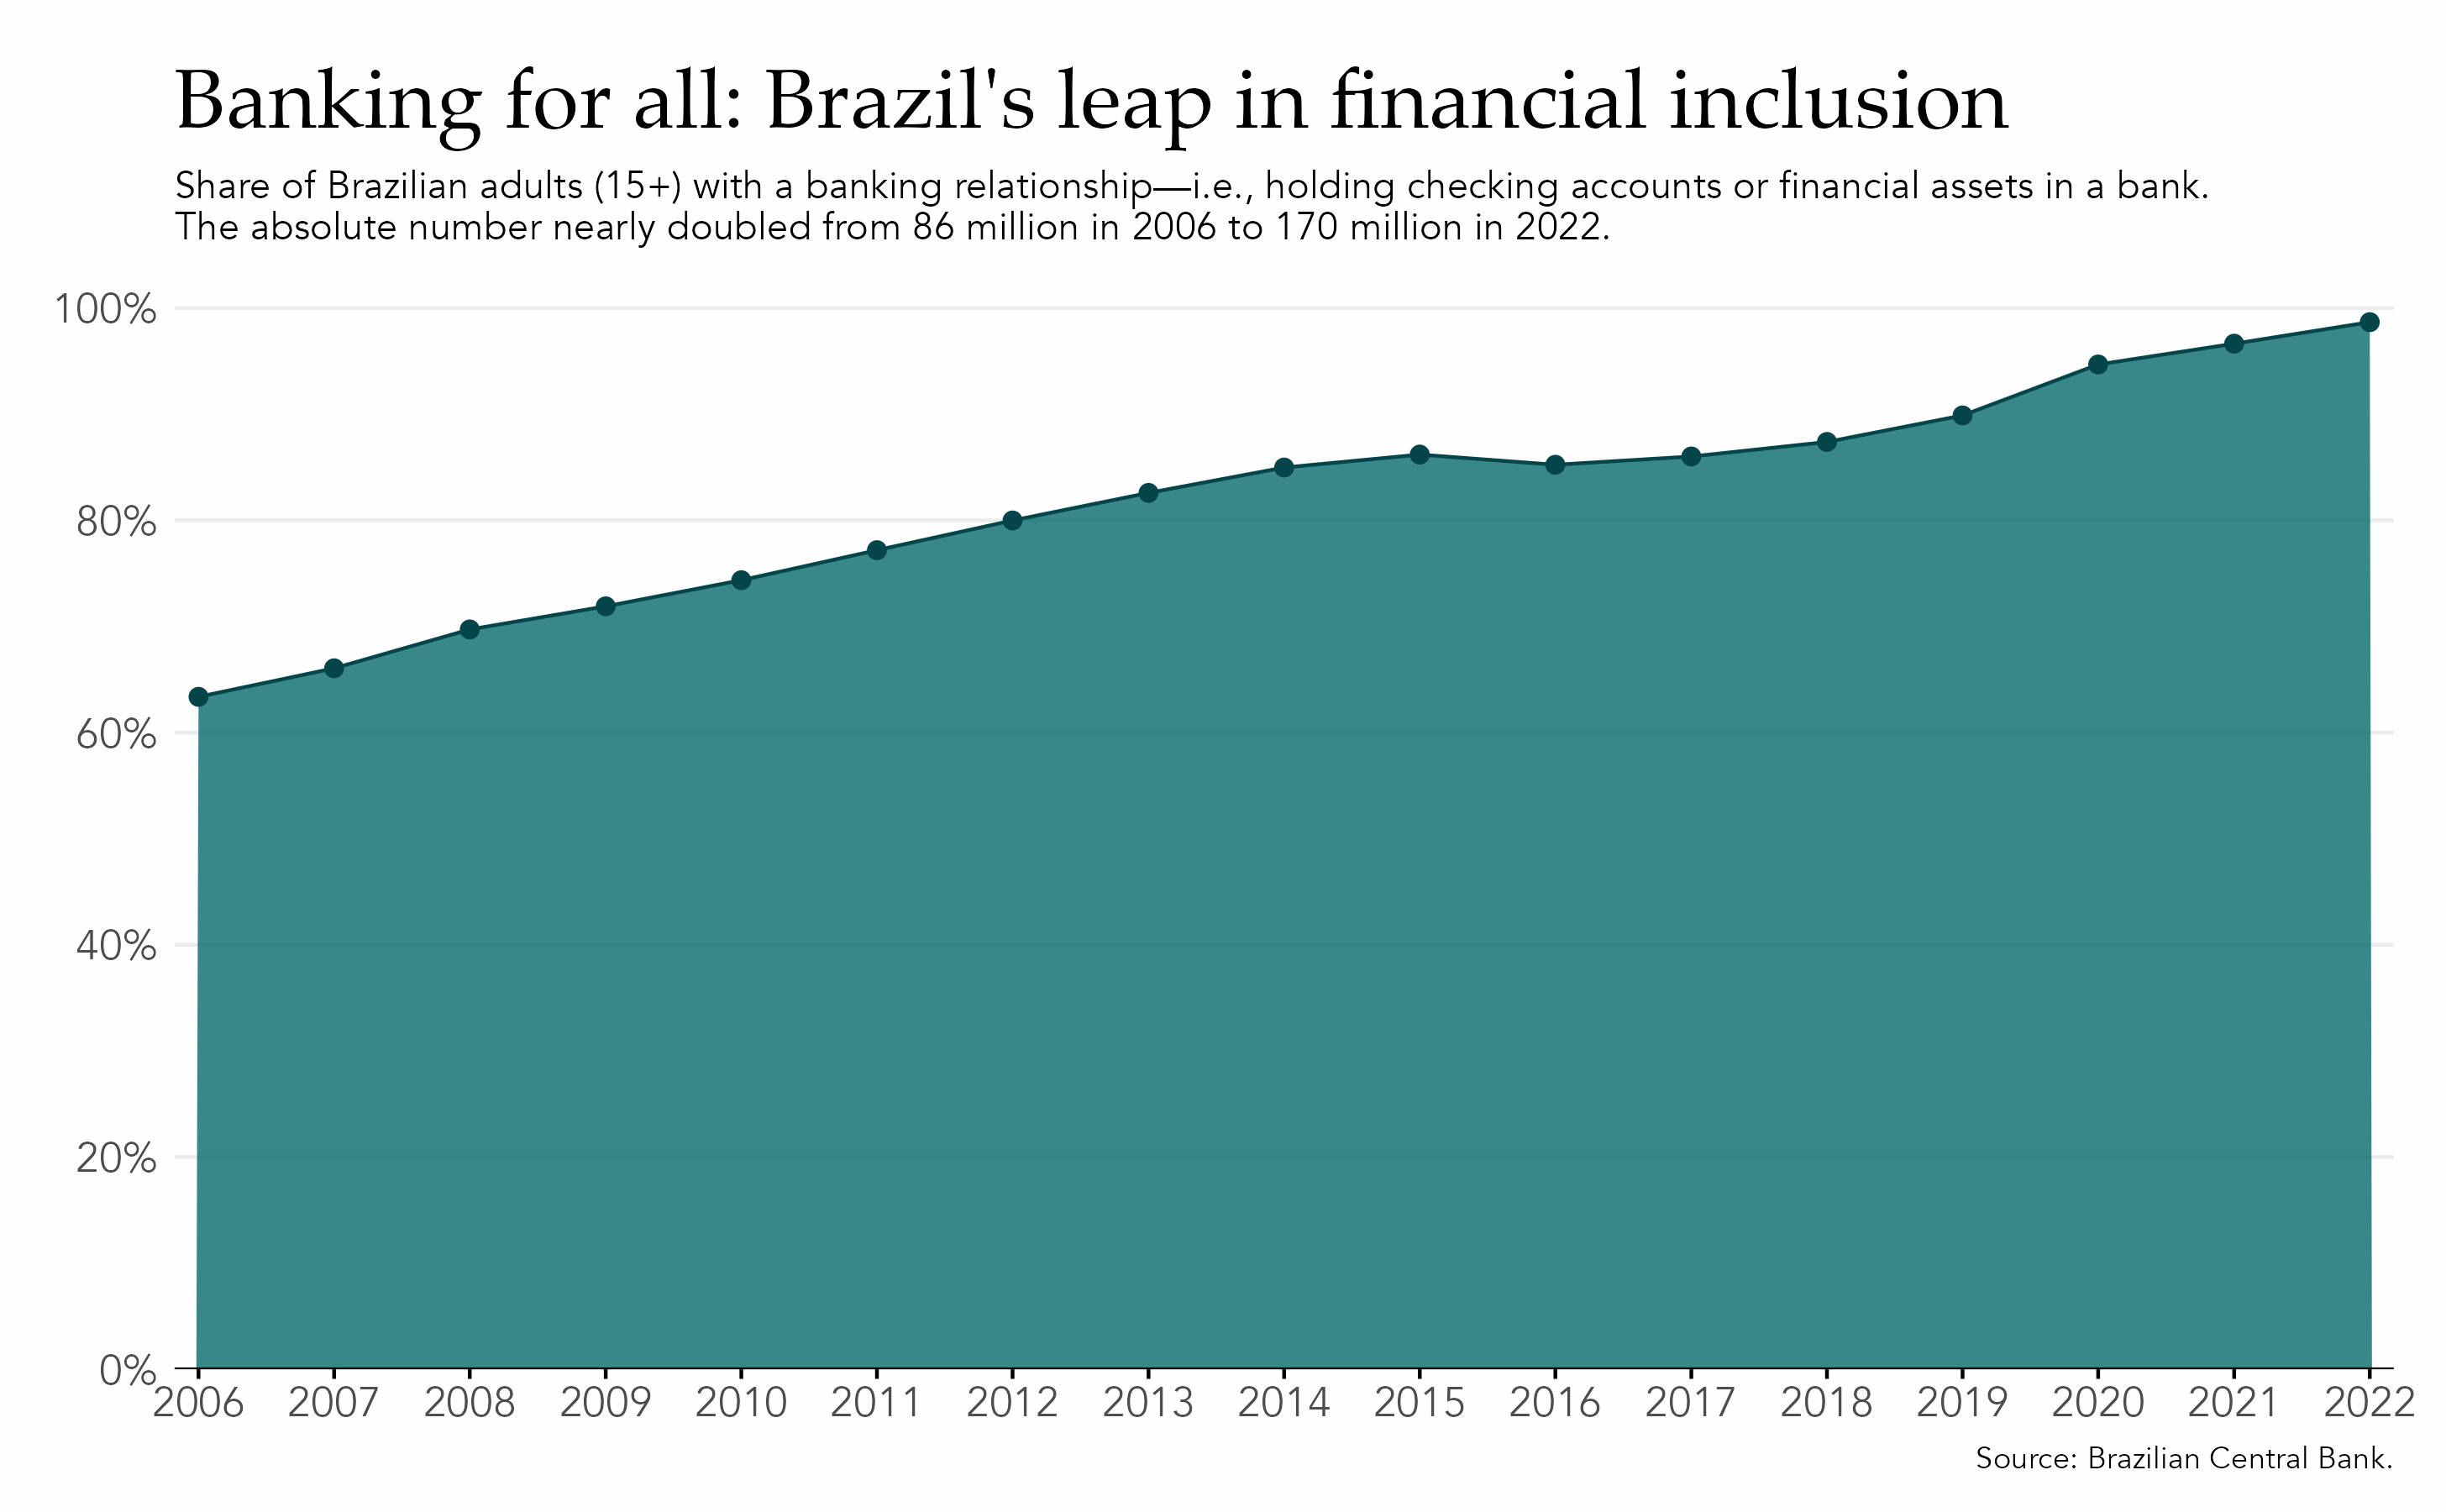 Banking for all: Brazil's leap in financial inclusion
Share of Brazilian adults (15+) with a banking relationship—i.e., holding checking accounts or financial assets in a bank.
The absolute number nearly doubled from 86 million in 2006 to 170 million in 2022.
100%
80%
60%
40%
20%
0%
2006 2007 2008 2009 2010 2011 2012 2013 2014 2015 2016 2017 2018 2019 2020 2021 2022
Source: Brazilian Central Bank.